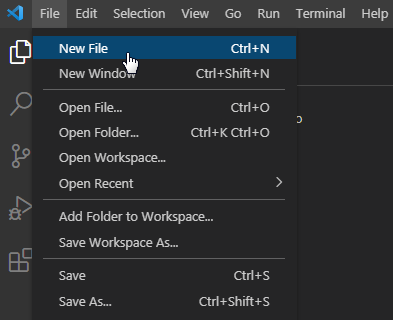 File Edit Selection View Go Run Terminal Help
New File Ctrl+N
New Window Ctrl+Shift+N
Open File... Ctrl+O
Open Folder... Ctrl+K Ctrl+O
Open Workspace...
Open Recent
Add Folder to Workspace...
Save Workspace As...
Save Ctrl+S
Save As... Ctrl+Shift+S